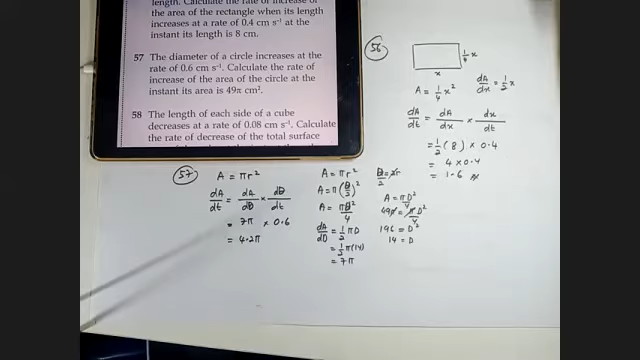 length. Calculate the rate of increase of
the area of the rectangle when its length
increases at a rate of 0.4 cm s⁻¹ at the
instant its length is 8 cm.
57 The diameter of a circle increases at the
rate of 0.6 cm s⁻¹. Calculate the rate of
increase of the area of the circle at the
instant its area is 49π cm².
58 The length of each side of a cube
decreases at a rate of 0.08 cm s⁻¹. Calculate
the rate of decrease of the total surface
56
1/4 x
x
A = 1/4 x²
dA/dx = 1/2 x
dA/dt = dA/dx × dx/dt
= 1/2 (8) × 0.4
= 4 × 0.4
= 1.6
57
A = πr²
dA/dt = dA/dD × dD/dt
= 7π × 0.6
= 4.2π
A = πr²
A = π(D/2)²
A = πD²/4
dA/dD = 1/2 πD
= 1/2 π(14)
= 7π
D/2 = r
A = πD²/4
49π = πD²/4
196 = D²
14 = D